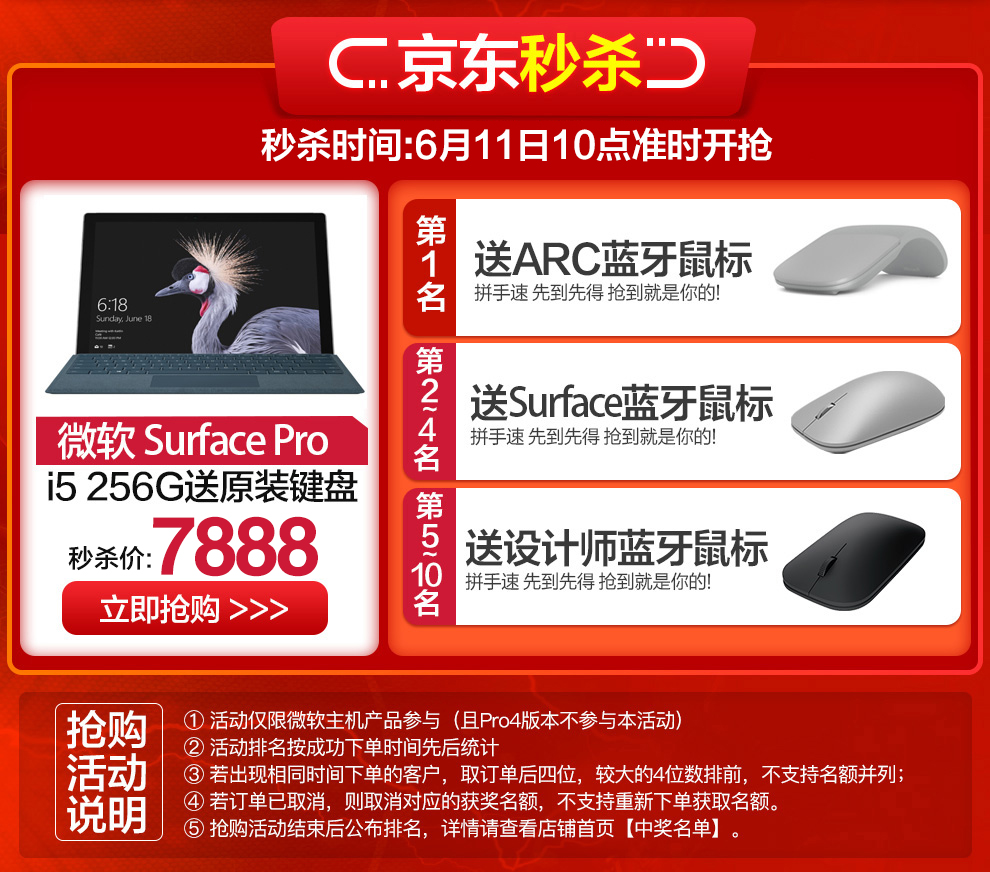 京东秒杀
秒杀时间:6月11日10点准时开抢
6:18
Sunday, June 18
微软 Surface Pro
i5 256G送原装键盘
秒杀价:7888
立即抢购 >>>
第1名
送ARC蓝牙鼠标
拼手速 先到先得 抢到就是你的!
第2~4名
送Surface蓝牙鼠标
拼手速 先到先得 抢到就是你的!
第5~10名
送设计师蓝牙鼠标
拼手速 先到先得 抢到就是你的!
抢购
活动
说明
① 活动仅限微软主机产品参与（且Pro4版本不参与本活动）
② 活动排名按成功下单时间先后统计
③ 若出现相同时间下单的客户，取订单后四位，较大的4位数排前，不支持名额并列；
④ 若订单已取消，则取消对应的获奖名额，不支持重新下单获取名额。
⑤ 抢购活动结束后公布排名，详情请查看店铺首页【中奖名单】。